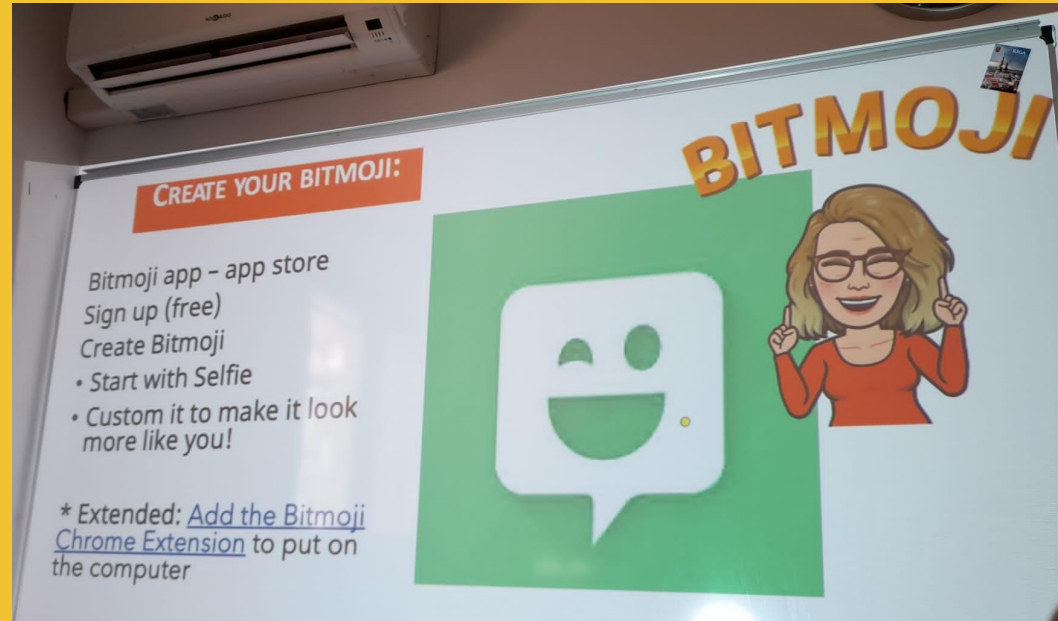 BITMOJI
CREATE YOUR BITMOJI:
Bitmoji app – app store
Sign up (free)
Create Bitmoji
• Start with Selfie
• Custom it to make it look
more like you!
* Extended: Add the Bitmoji
Chrome Extension to put on
the computer